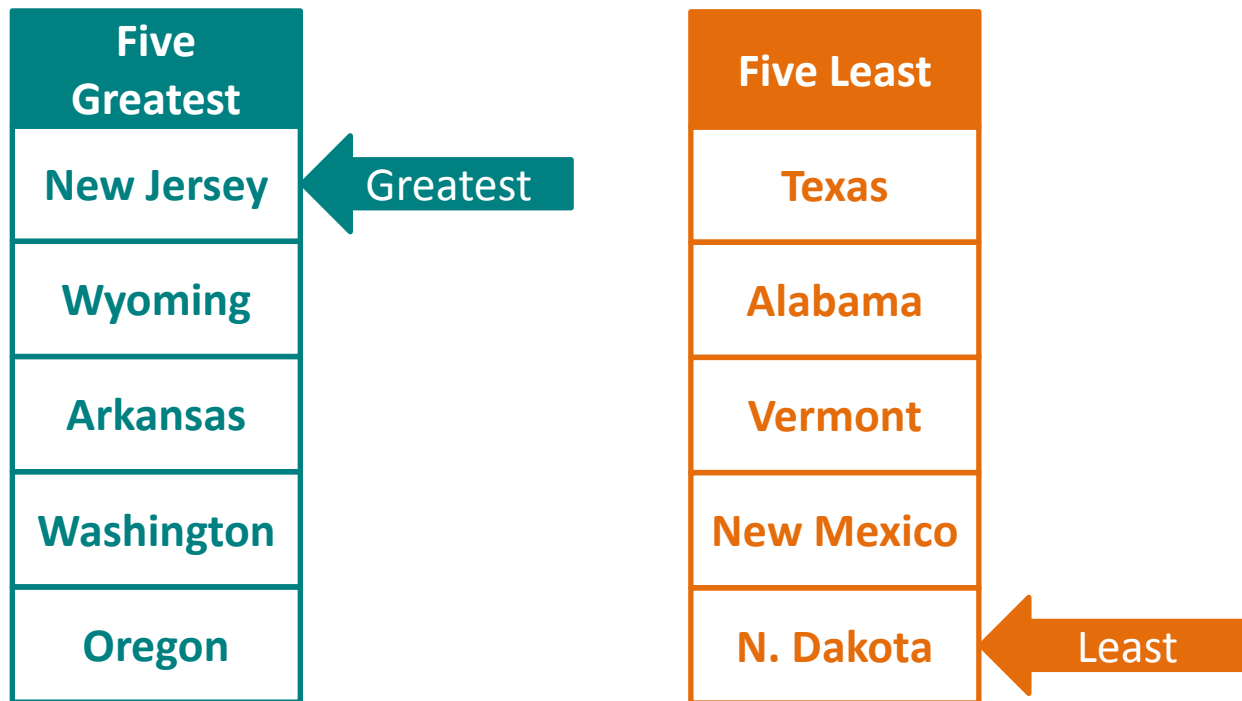 Five
Greatest
New Jersey
Greatest
Wyoming
Arkansas
Washington
Oregon
Five Least
Texas
Alabama
Vermont
New Mexico
N. Dakota
Least